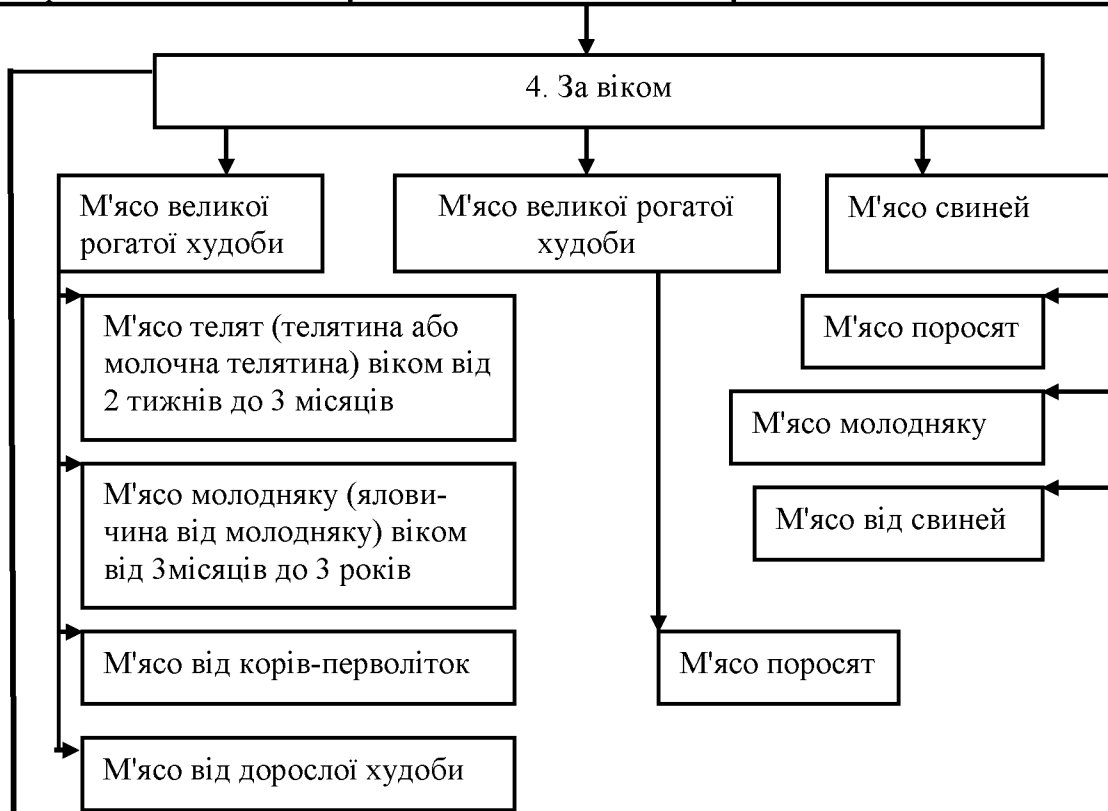 4. За віком
М'ясо великої
рогатої худоби
М'ясо великої рогатої
худоби
М'ясо свиней
М'ясо телят (телятина або
молочна телятина) віком від
2 тижнів до 3 місяців
М'ясо молодняку (ялови-
чина від молодняку) віком
від 3місяців до 3 років
М'ясо від корів-перволіток
М'ясо від дорослої худоби
М'ясо поросят
М'ясо поросят
М'ясо молодняку
М'ясо від свиней